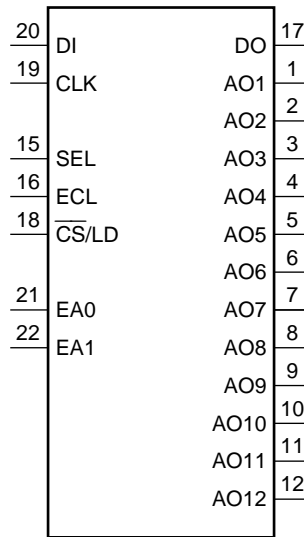 20 DI DO 17
19 CLK AO1 1
AO2 2
15 SEL AO3 3
16 ECL AO4 4
18 C̅S̅/LD AO5 5
AO6 6
21 EA0 AO7 7
22 EA1 AO8 8
AO9 9
AO10 10
AO11 11
AO12 12